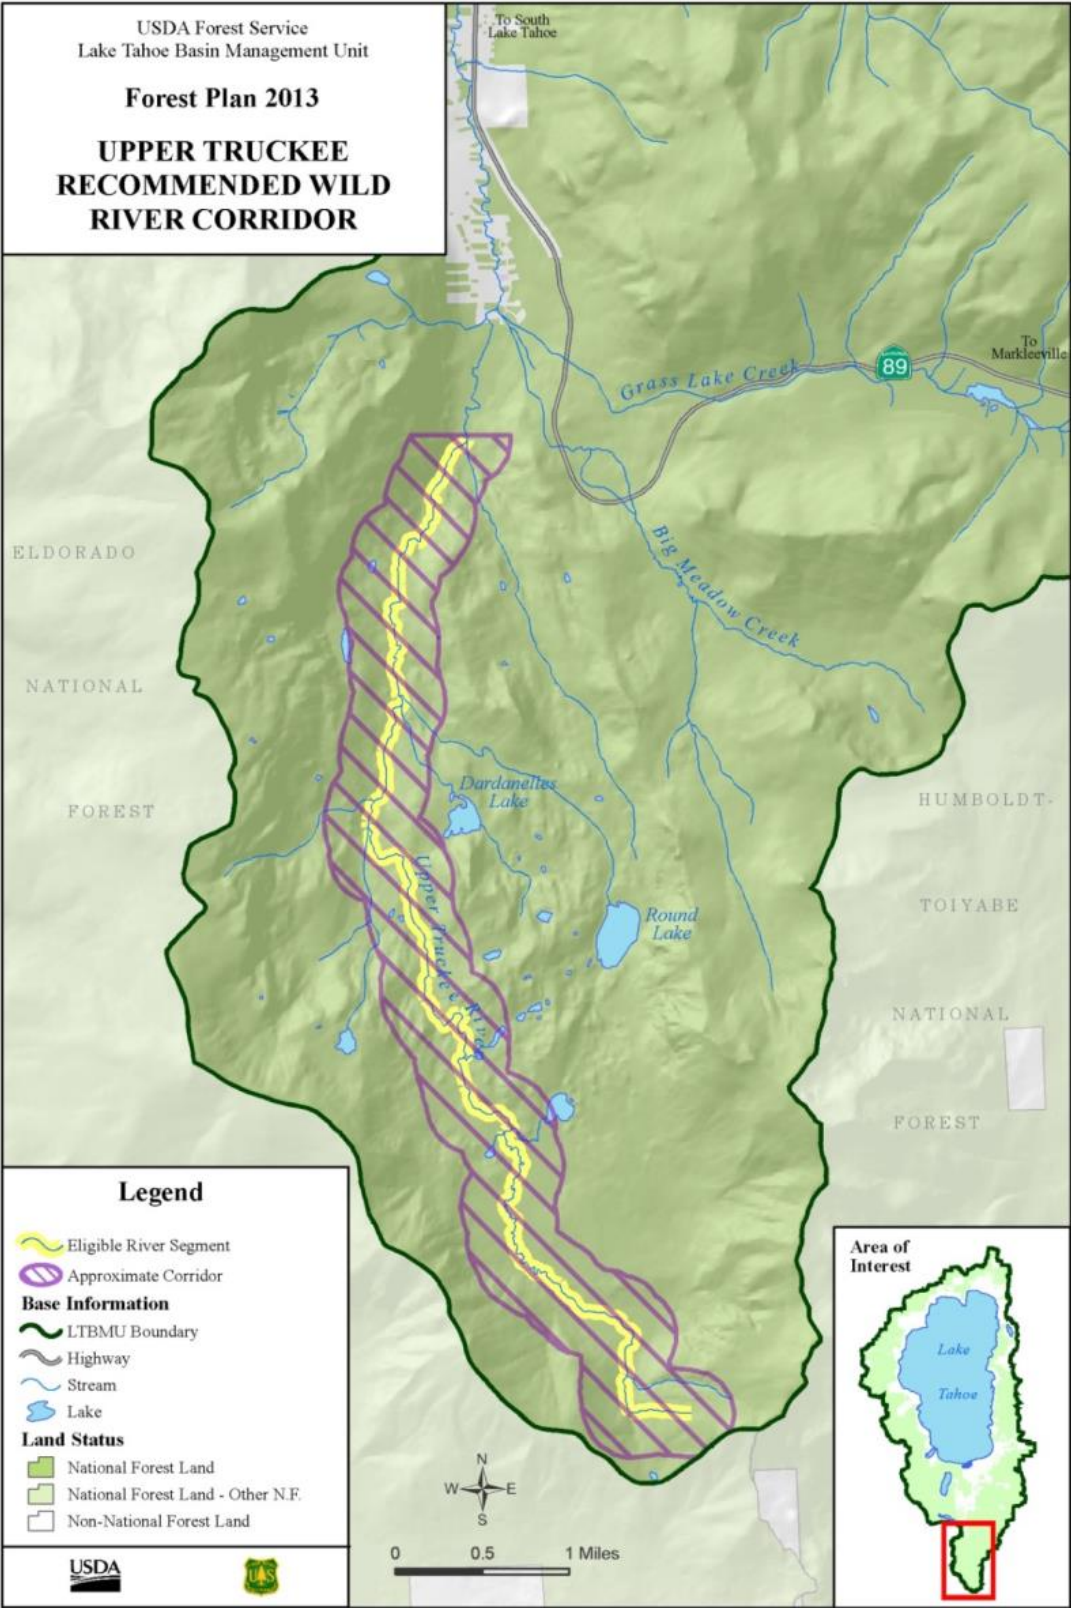 USDA Forest Service
Lake Tahoe Basin Management Unit
Forest Plan 2013
UPPER TRUCKEE
RECOMMENDED WILD
RIVER CORRIDOR
To South
Lake Tahoe
To
Markleeville
89
Grass Lake Creek
Big Meadow Creek
ELDORADO
NATIONAL
FOREST
Dardanelles
Lake
Upper Truckee River
Round
Lake
HUMBOLDT-
TOIYABE
NATIONAL
FOREST
Legend
Eligible River Segment
Approximate Corridor
Base Information
LTBMU Boundary
Highway
Stream
Lake
Land Status
National Forest Land
National Forest Land - Other N.F.
Non-National Forest Land
USDA
U S
N
W E
S
0 0.5 1 Miles
Area of
Interest
Lake
Tahoe